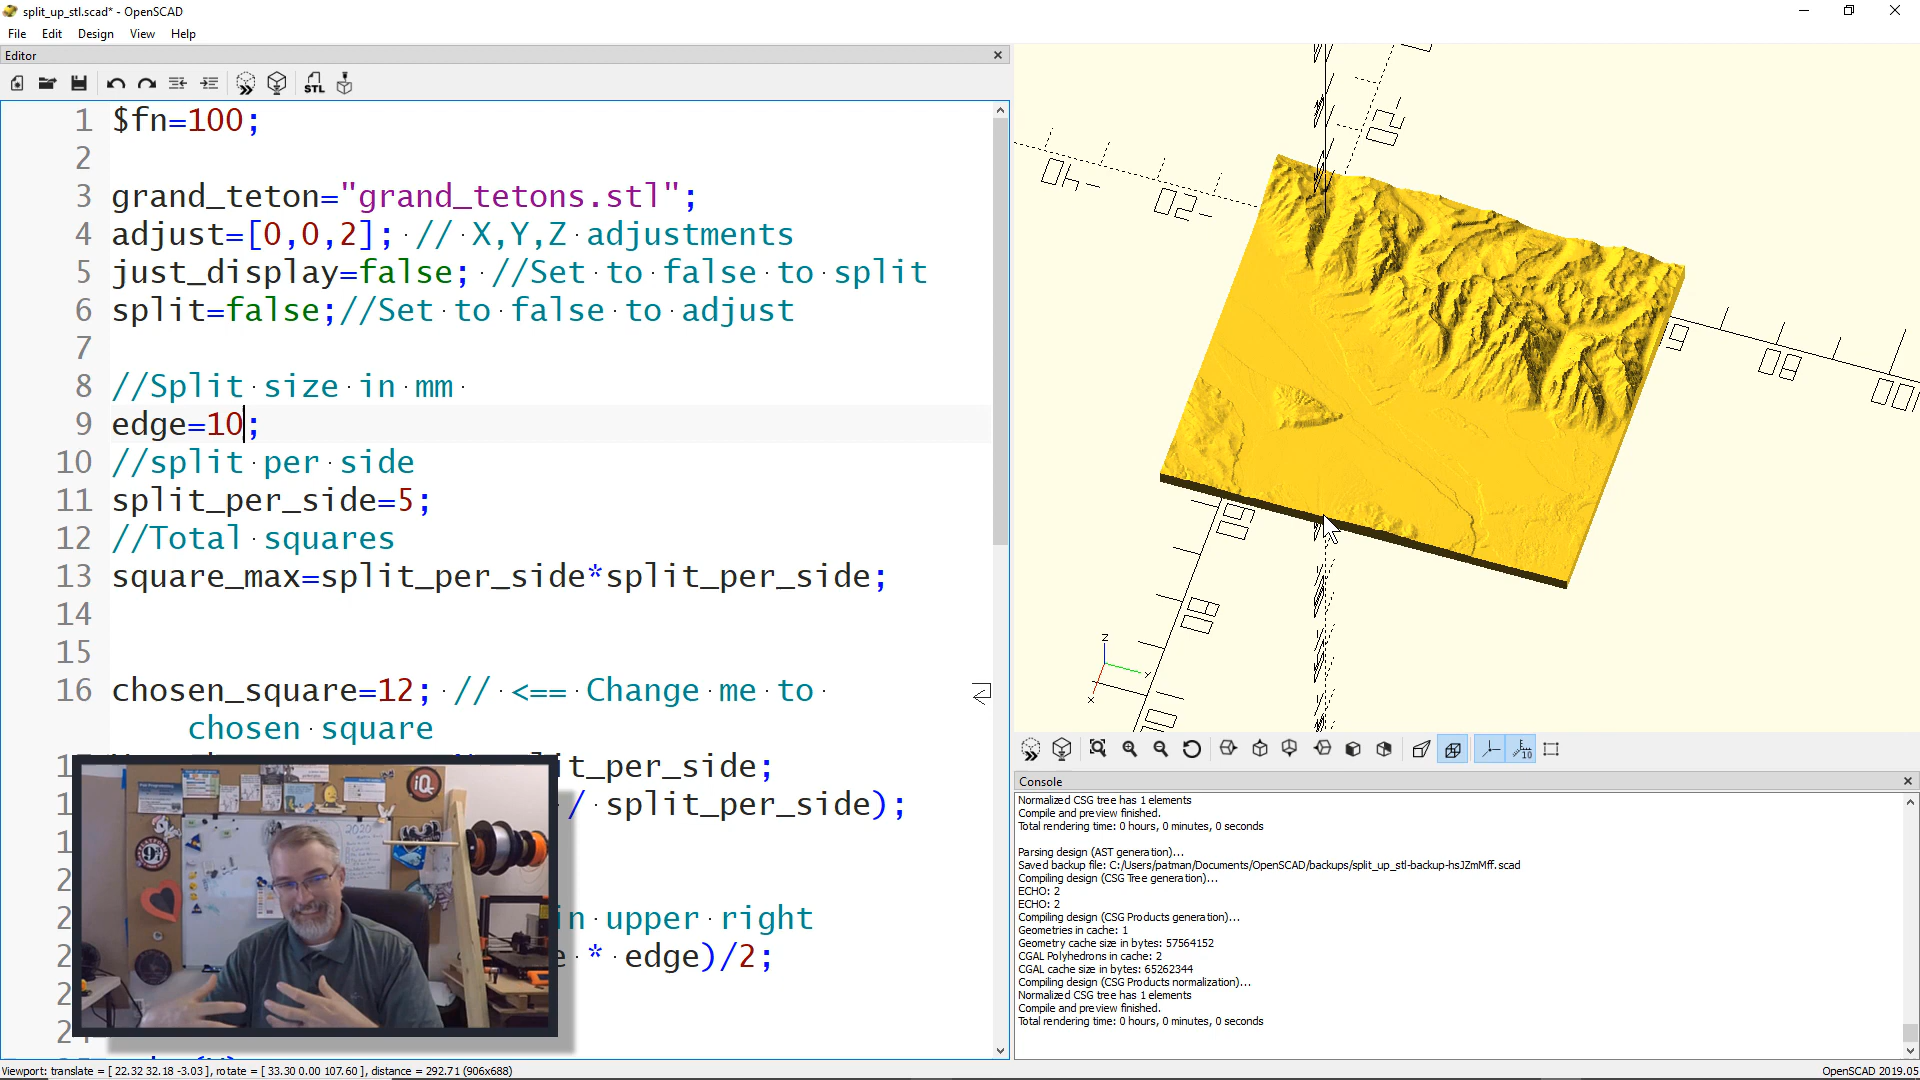 split_up_stl.scad* - OpenSCAD
File Edit Design View Help
Editor
STL
1 $fn=100;
2
3 grand_teton="grand_tetons.stl";
4 adjust=[0,0,2]; // X,Y,Z adjustments
5 just_display=false; //Set to false to split
6 split=false;//Set to false to adjust
7
8 //Split size in mm
9 edge=10;
10 //split per side
11 split_per_side=5;
12 //Total squares
13 square_max=split_per_side*split_per_side;
14
15
16 chosen_square=12; // <== Change me to
chosen square
it_per_side;
/ split_per_side);
in upper right
* edge)/2;
Z
Y
X
10
Console
Normalized CSG tree has 1 elements
Compile and preview finished.
Total rendering time: 0 hours, 0 minutes, 0 seconds
Parsing design (AST generation)...
Saved backup file: C:/Users/patman/Documents/OpenSCAD/backups/split_up_stl-backup-hsJZmMff.scad
Compiling design (CSG Tree generation)...
ECHO: 2
ECHO: 2
Compiling design (CSG Products generation)...
Geometries in cache: 1
Geometry cache size in bytes: 57564152
CGAL Polyhedrons in cache: 2
CGAL cache size in bytes: 65262344
Compiling design (CSG Products normalization)...
Normalized CSG tree has 1 elements
Compile and preview finished.
Total rendering time: 0 hours, 0 minutes, 0 seconds
Viewport: translate = [ 22.32 32.18 -3.03 ], rotate = [ 33.30 0.00 107.60 ], distance = 292.71 (906x688)
OpenSCAD 2019.05